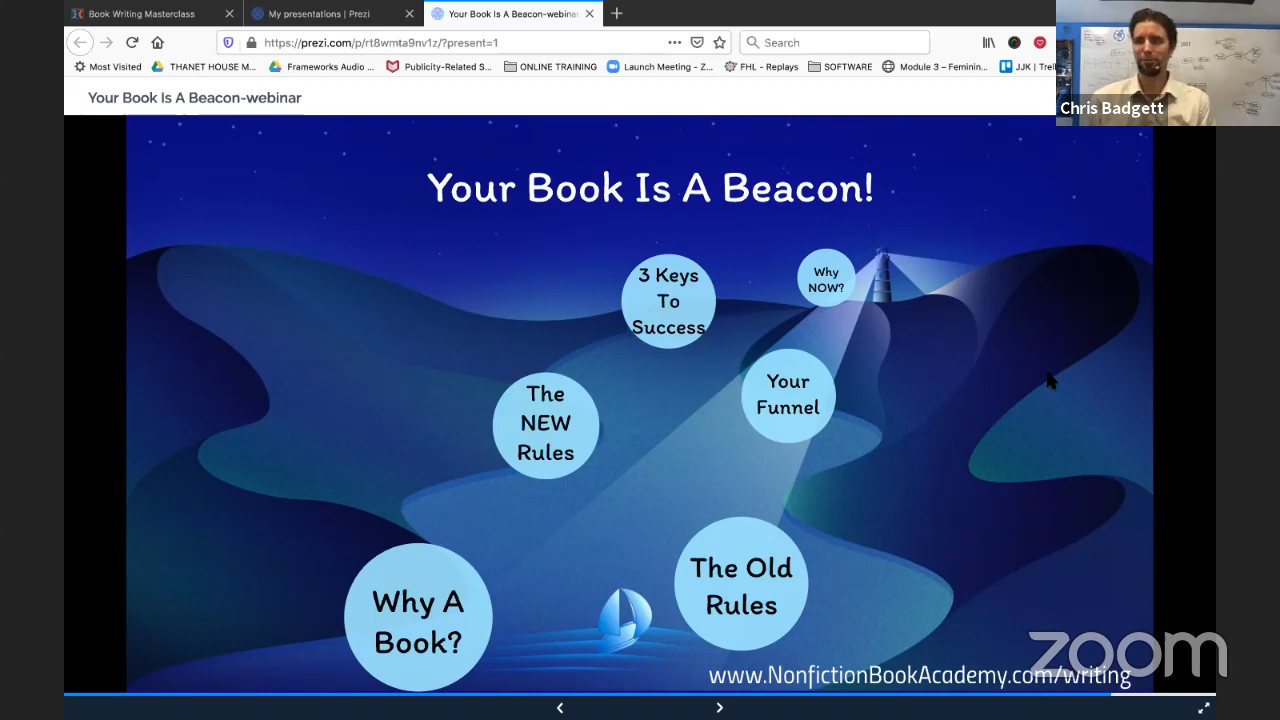 Book Writing Masterclass
My presentations | Prezi
Your Book Is A Beacon-webina
https://prezi.com/p/rt8wmta9nv1z/?present=1
Search
Most Visited
THANET HOUSE M...
Frameworks Audio ...
Publicity-Related S...
ONLINE TRAINING
Launch Meeting - Z...
FHL - Replays
SOFTWARE
Module 3 – Feminin...
JJK | Trel
Your Book Is A Beacon-webinar
Chris Badgett
Your Book Is A Beacon!
3 Keys
To
Success
Why
NOW?
The
NEW
Rules
Your
Funnel
Why A
Book?
The Old
Rules
zoom
www.NonfictionBookAcademy.com/writing